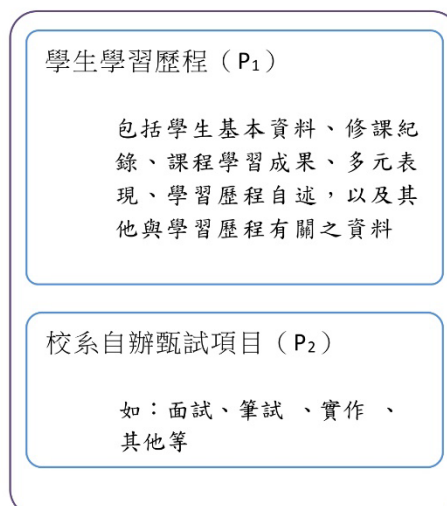 學生學習歷程（P₁）
包括學生基本資料、修課紀
錄、課程學習成果、多元表
現、學習歷程自述，以及其
他與學習歷程有關之資料
校系自辦甄試項目（P₂）
如：面試、筆試 、實作 、
其他等